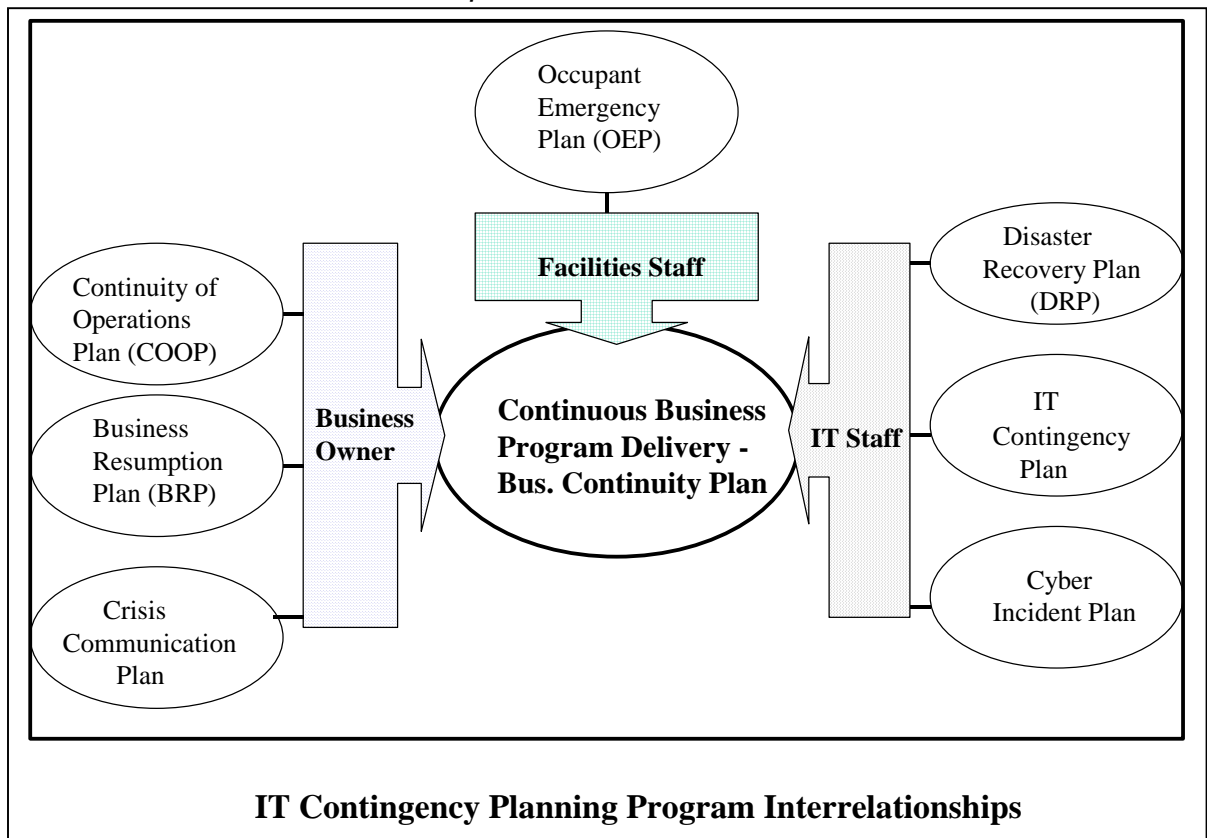 Occupant
Emergency
Plan (OEP)
Facilities Staff
Continuity of
Operations
Plan (COOP)
Business
Resumption
Plan (BRP)
Crisis
Communication
Plan
Business
Owner
Continuous Business
Program Delivery -
Bus. Continuity Plan
IT Staff
Disaster
Recovery Plan
(DRP)
IT
Contingency
Plan
Cyber
Incident Plan
IT Contingency Planning Program Interrelationships